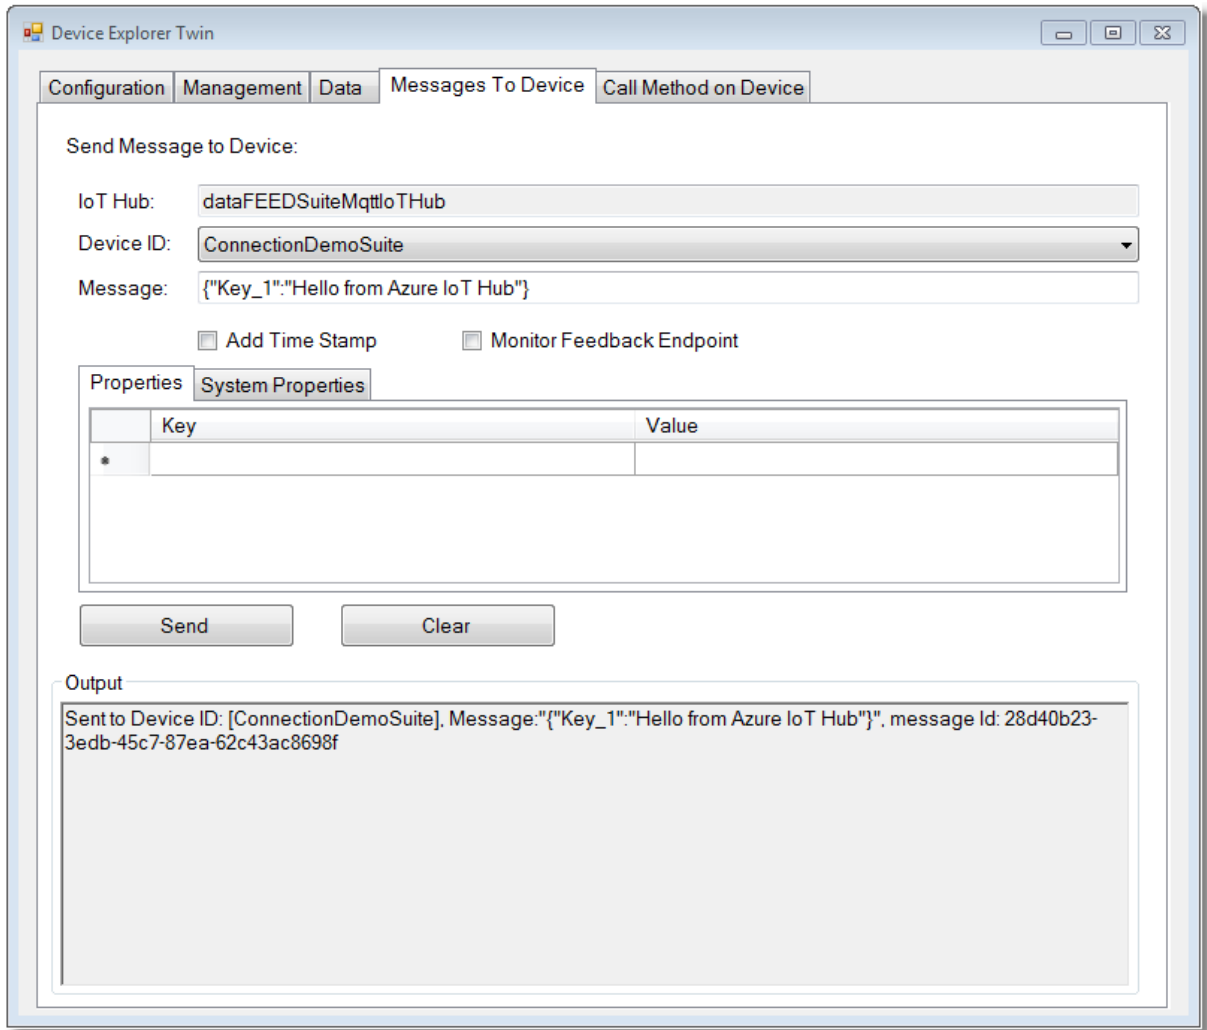 Device Explorer Twin
Configuration Management Data Messages To Device Call Method on Device
Send Message to Device:
IoT Hub: dataFEEDSuiteMqttIoTHub
Device ID: ConnectionDemoSuite
Message: {"Key_1":"Hello from Azure IoT Hub"}
Add Time Stamp Monitor Feedback Endpoint
Properties System Properties
Key Value
*
Send Clear
Output
Sent to Device ID: [ConnectionDemoSuite], Message:"{"Key_1":"Hello from Azure IoT Hub"}", message Id: 28d40b23-
3edb-45c7-87ea-62c43ac8698f